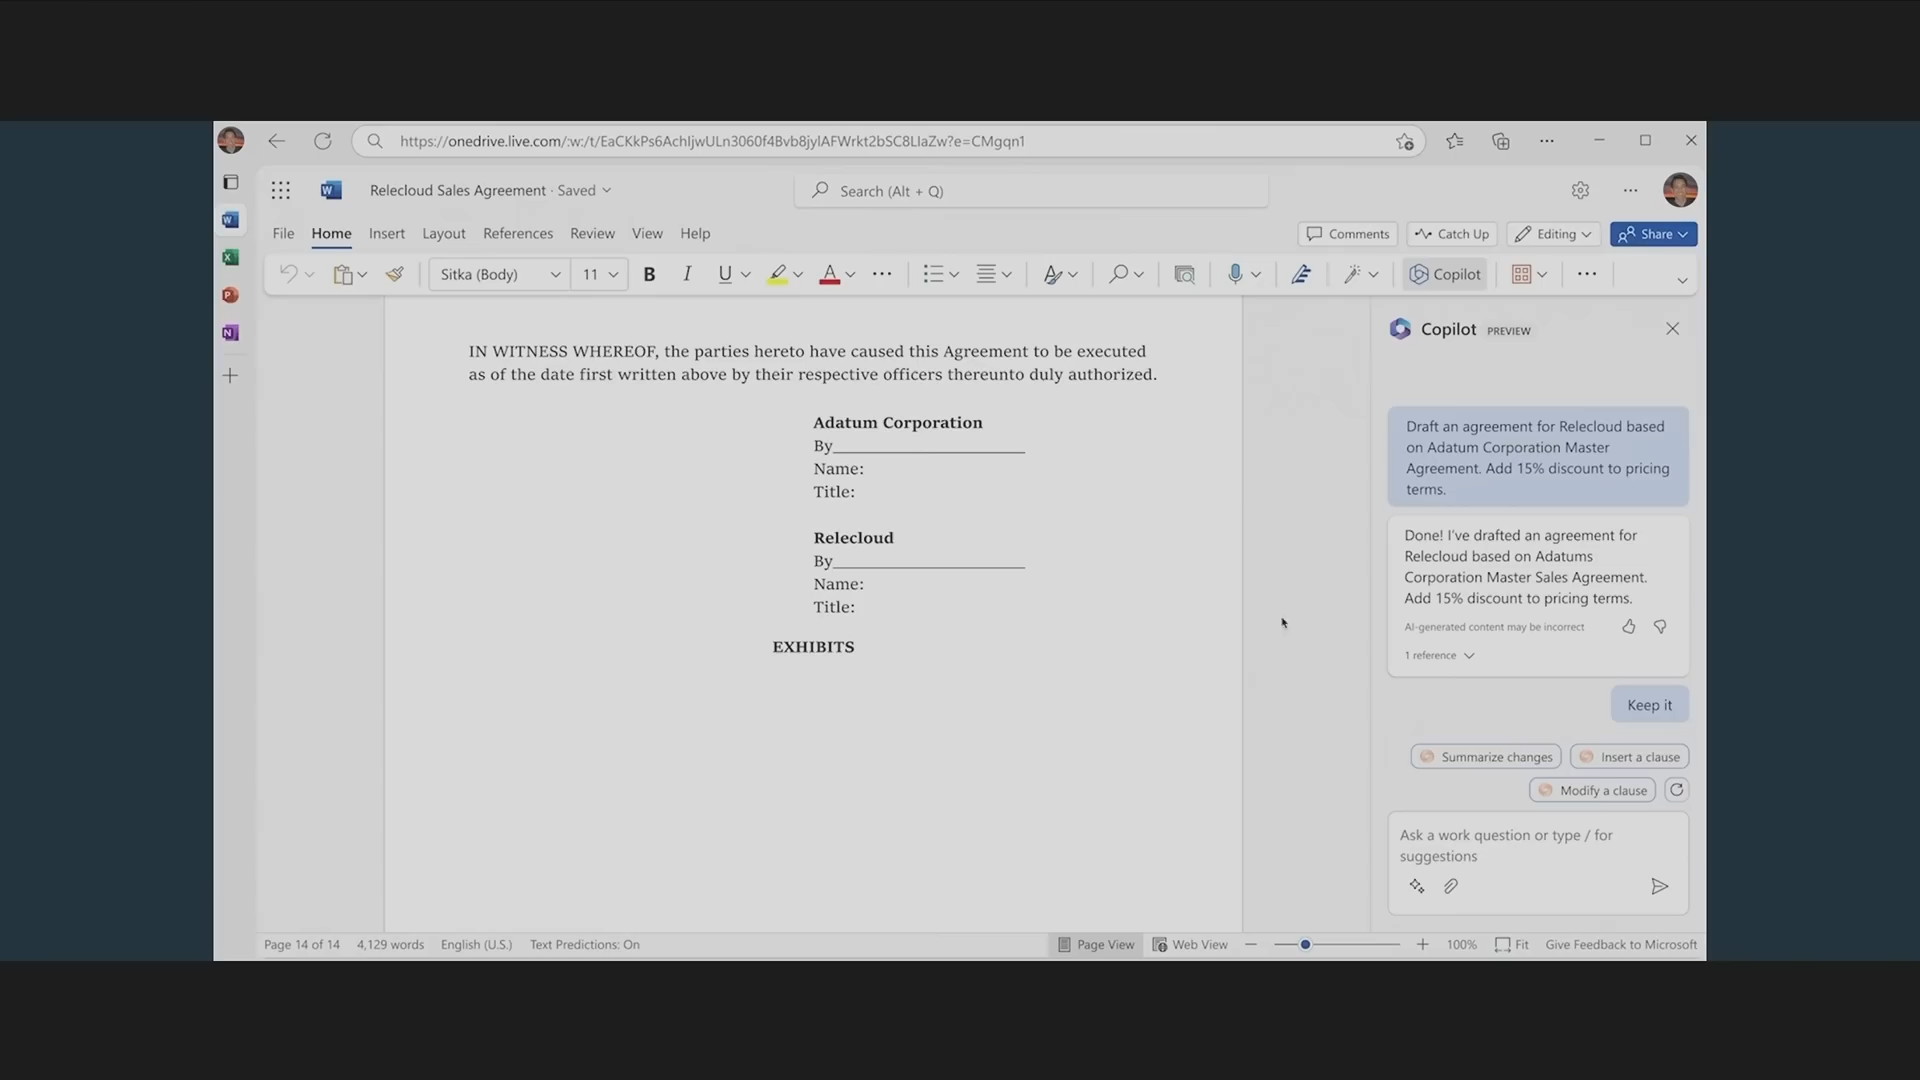 https://onedrive.live.com/:w:/t/EaCKkPs6AchIjwULn3060f4Bvb8jylAFWrkt2bSC8LIaZw?e=CMgqn1
Relecloud Sales Agreement · Saved
Search (Alt + Q)
File Home Insert Layout References Review View Help
Comments Catch Up Editing Share
Sitka (Body) 11 B I U A Copilot
IN WITNESS WHEREOF, the parties hereto have caused this Agreement to be executed
as of the date first written above by their respective officers thereunto duly authorized.
Adatum Corporation
By
Name:
Title:
Relecloud
By
Name:
Title:
EXHIBITS
Copilot PREVIEW
Draft an agreement for Relecloud based
on Adatum Corporation Master
Agreement. Add 15% discount to pricing
terms.
Done! I've drafted an agreement for
Relecloud based on Adatums
Corporation Master Sales Agreement.
Add 15% discount to pricing terms.
AI-generated content may be incorrect
1 reference
Keep it
Summarize changes Insert a clause
Modify a clause
Ask a work question or type / for
suggestions
Page 14 of 14 4,129 words English (U.S.) Text Predictions: On Page View Web View 100% Fit Give Feedback to Microsoft